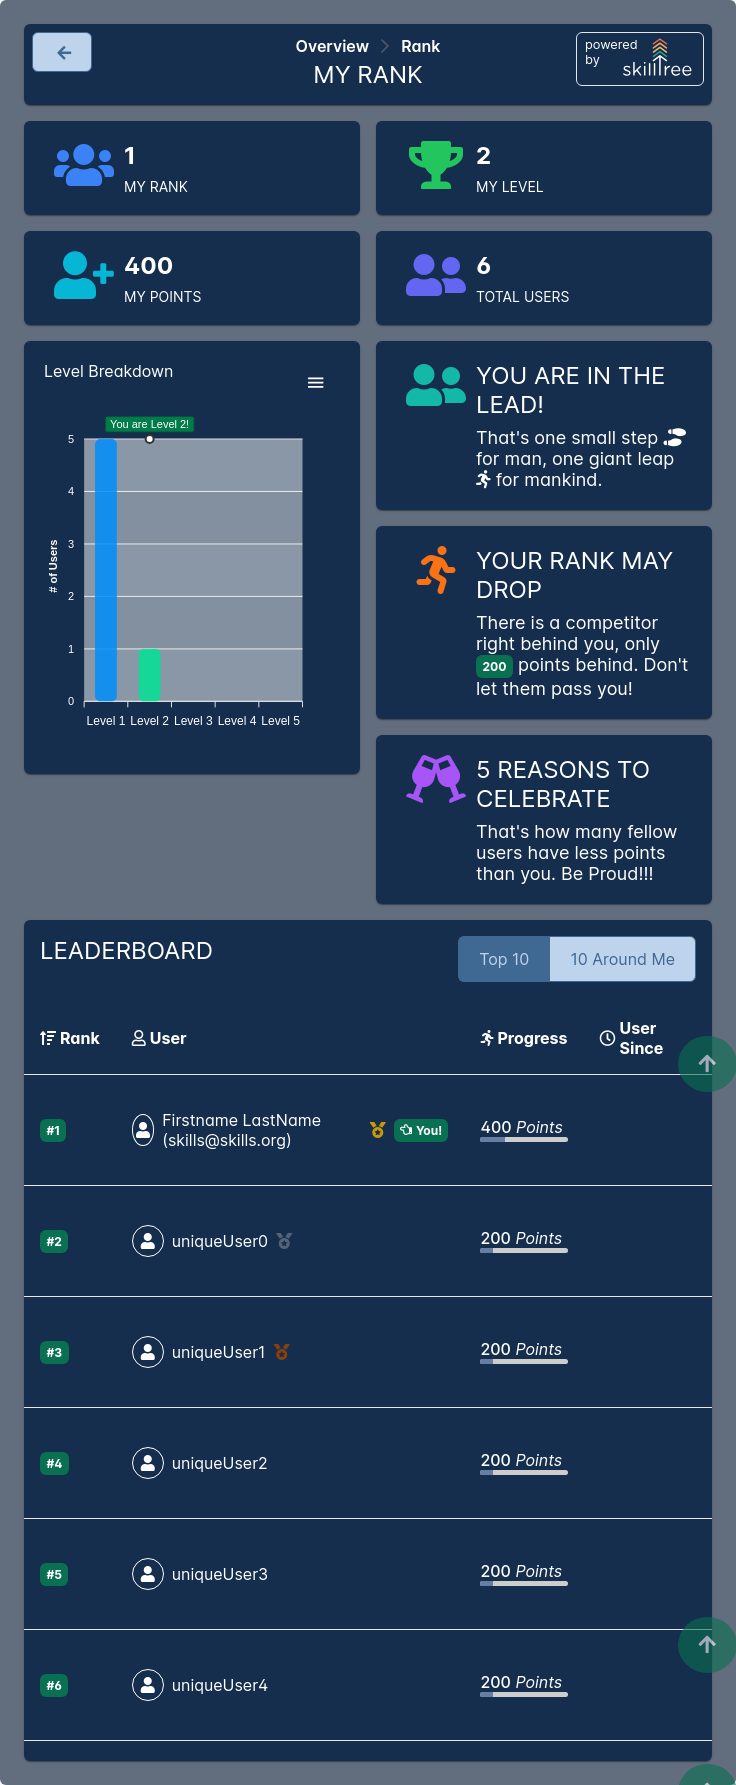 Overview Rank
MY RANK
powered
by
skilltree
1
MY RANK
2
MY LEVEL
400
MY POINTS
6
TOTAL USERS
Level Breakdown
You are Level 2!
5
4
3
2
1
0
# of Users
Level 1 Level 2 Level 3 Level 4 Level 5
YOU ARE IN THE
LEAD!
That's one small step
for man, one giant leap
for mankind.
YOUR RANK MAY
DROP
There is a competitor
right behind you, only
200 points behind. Don't
let them pass you!
5 REASONS TO
CELEBRATE
That's how many fellow
users have less points
than you. Be Proud!!!
LEADERBOARD
Top 10 10 Around Me
Rank User Progress User
Since
#1 Firstname LastName
(skills@skills.org) You! 400 Points
#2 uniqueUser0 200 Points
#3 uniqueUser1 200 Points
#4 uniqueUser2 200 Points
#5 uniqueUser3 200 Points
#6 uniqueUser4 200 Points